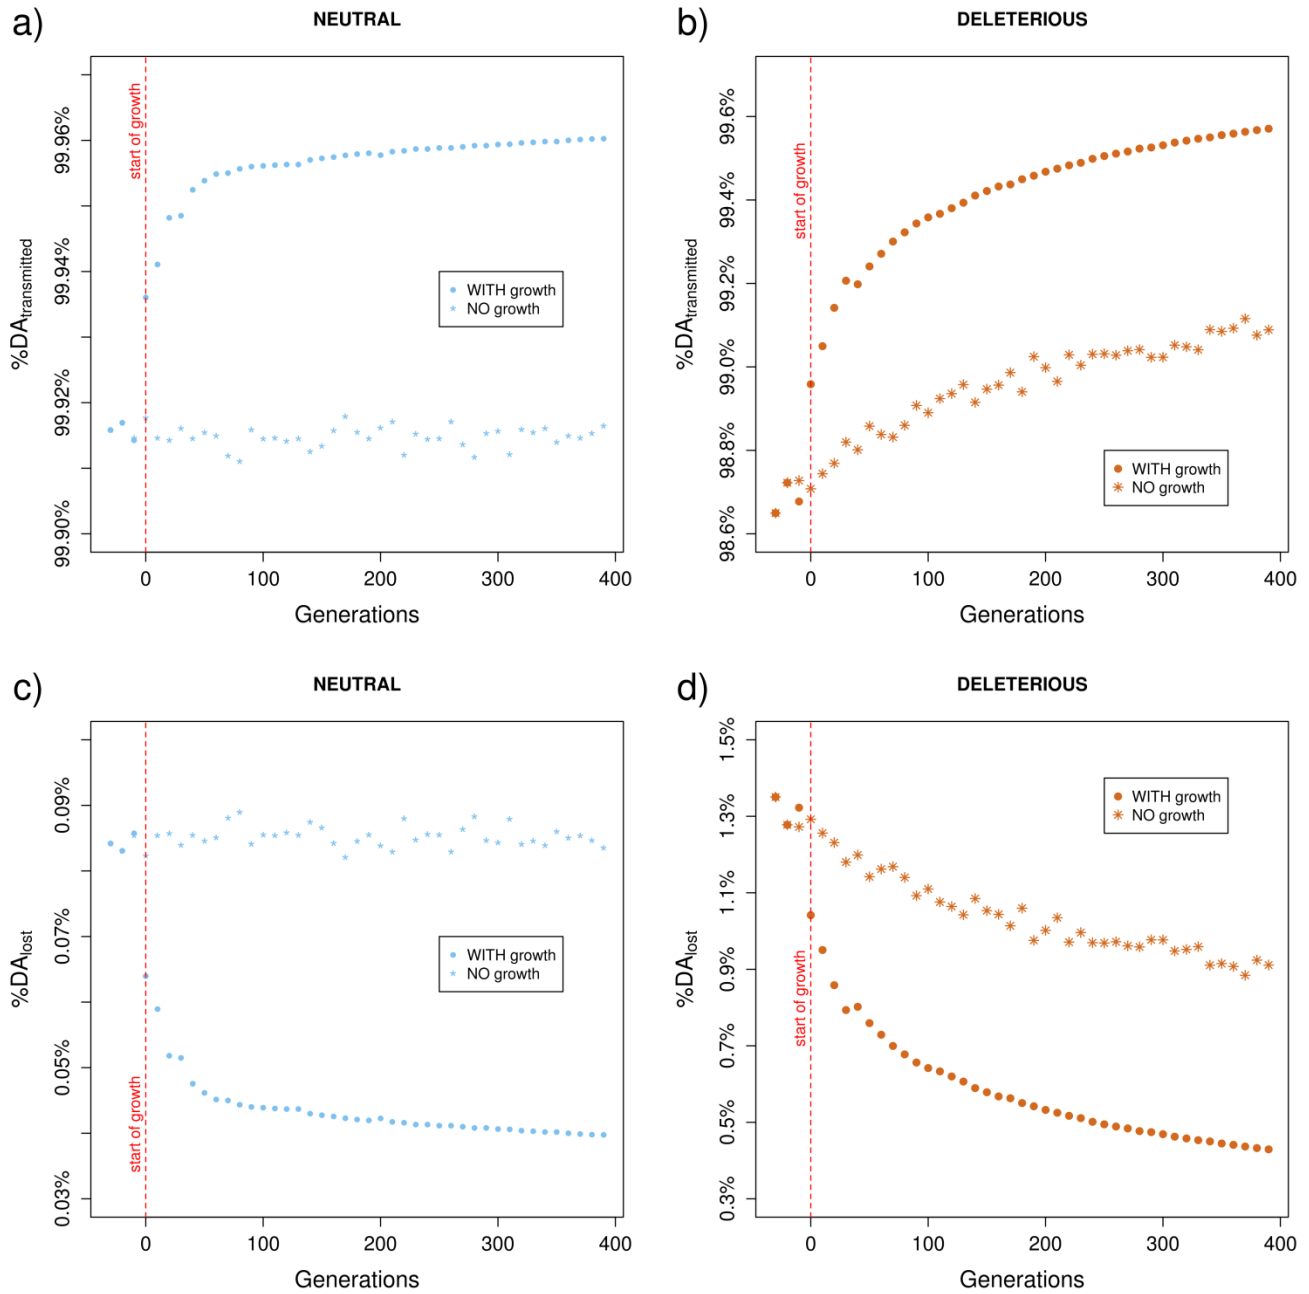 a)
NEUTRAL
99.96%
99.94%
99.92%
99.90%
%DAtransmitted
start of growth
WITH growth
NO growth
0 100 200 300 400
Generations
b)
DELETERIOUS
99.6%
99.4%
99.2%
99.0%
98.8%
98.6%
%DAtransmitted
start of growth
WITH growth
NO growth
0 100 200 300 400
Generations
c)
NEUTRAL
0.09%
0.07%
0.05%
0.03%
%DAlost
start of growth
WITH growth
NO growth
0 100 200 300 400
Generations
d)
DELETERIOUS
1.5%
1.3%
1.1%
0.9%
0.7%
0.5%
0.3%
%DAlost
start of growth
WITH growth
NO growth
0 100 200 300 400
Generations